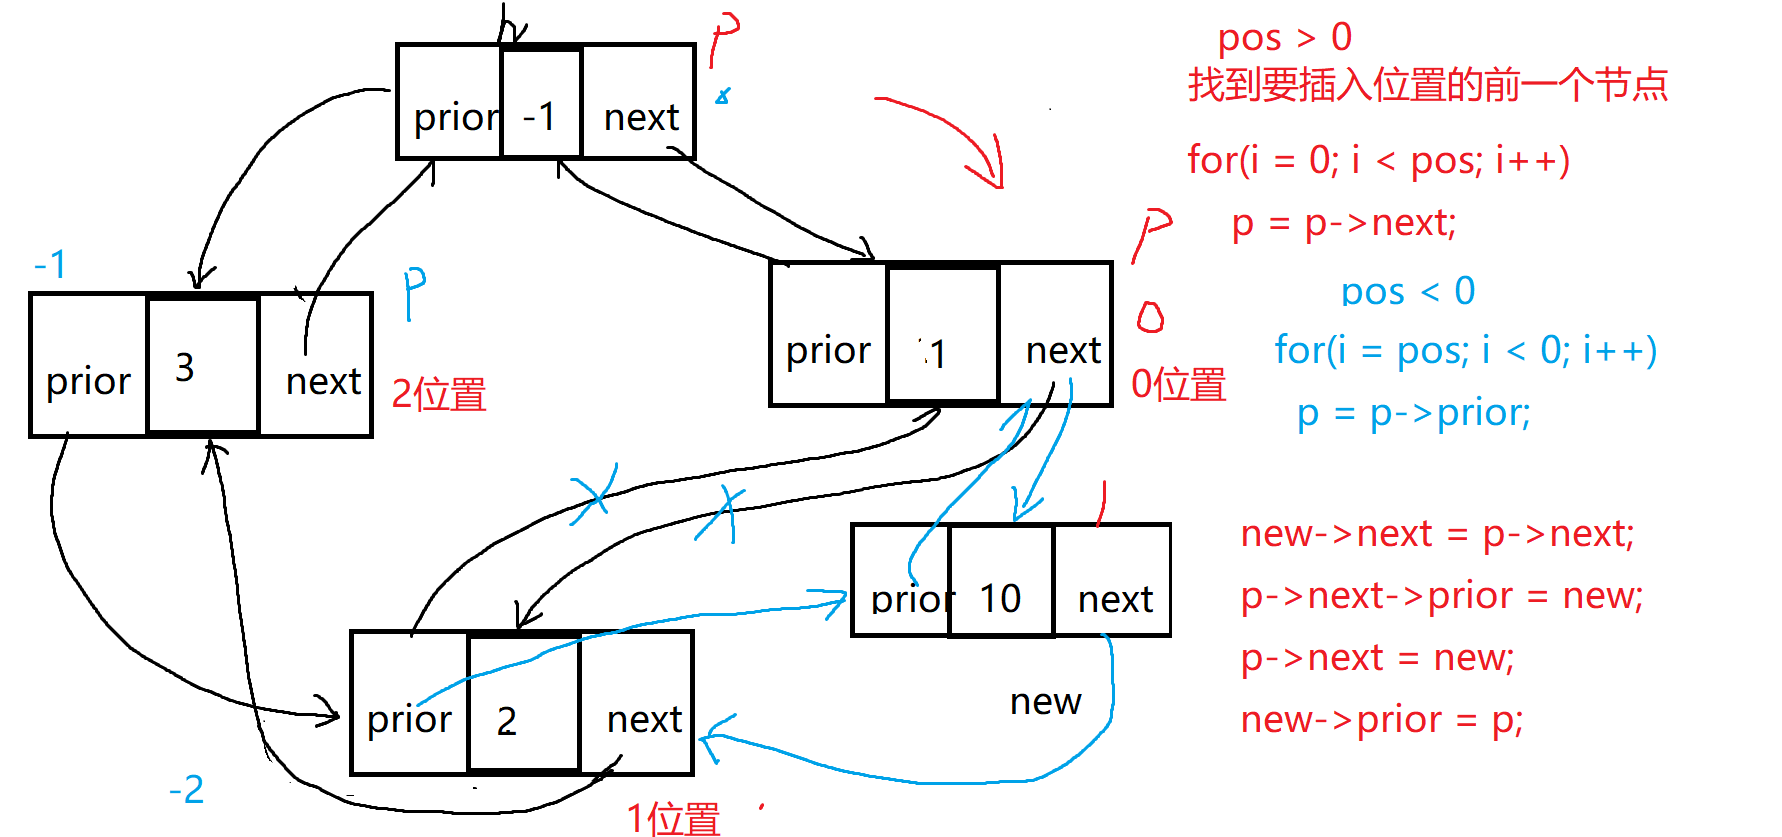 h
P
prior -1 next
pos > 0
找到要插入位置的前一个节点
for(i = 0; i < pos; i++)
p = p->next;
-1
P
prior 3 next
2位置
P
0
prior 1 next
0位置
pos < 0
for(i = pos; i < 0; i++)
p = p->prior;
prior 10 next
new
prior 2 next
-2
1位置
new->next = p->next;
p->next->prior = new;
p->next = new;
new->prior = p;